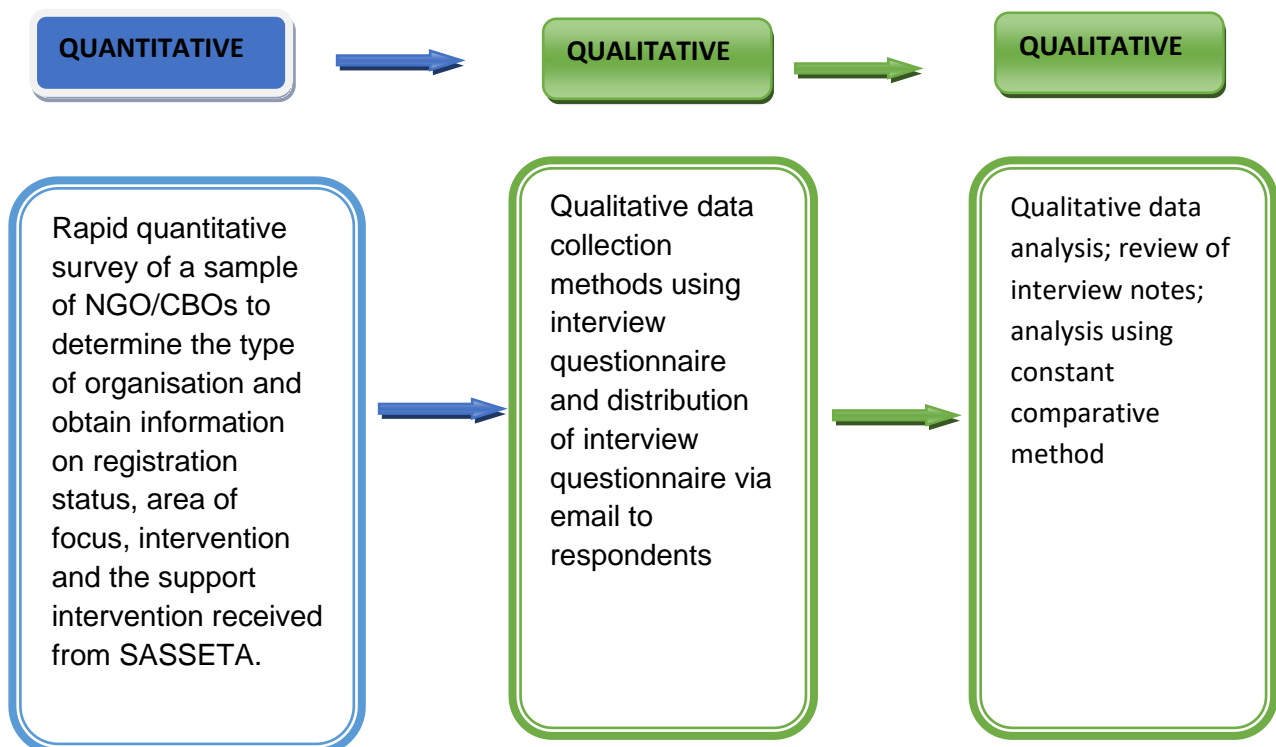 QUANTITATIVE
QUALITATIVE
QUALITATIVE
Rapid quantitative
survey of a sample
of NGO/CBOs to
determine the type
of organisation and
obtain information
on registration
status, area of
focus, intervention
and the support
intervention received
from SASSETA.
Qualitative data
collection
methods using
interview
questionnaire
and distribution
of interview
questionnaire via
email to
respondents
Qualitative data
analysis; review of
interview notes;
analysis using
constant
comparative
method